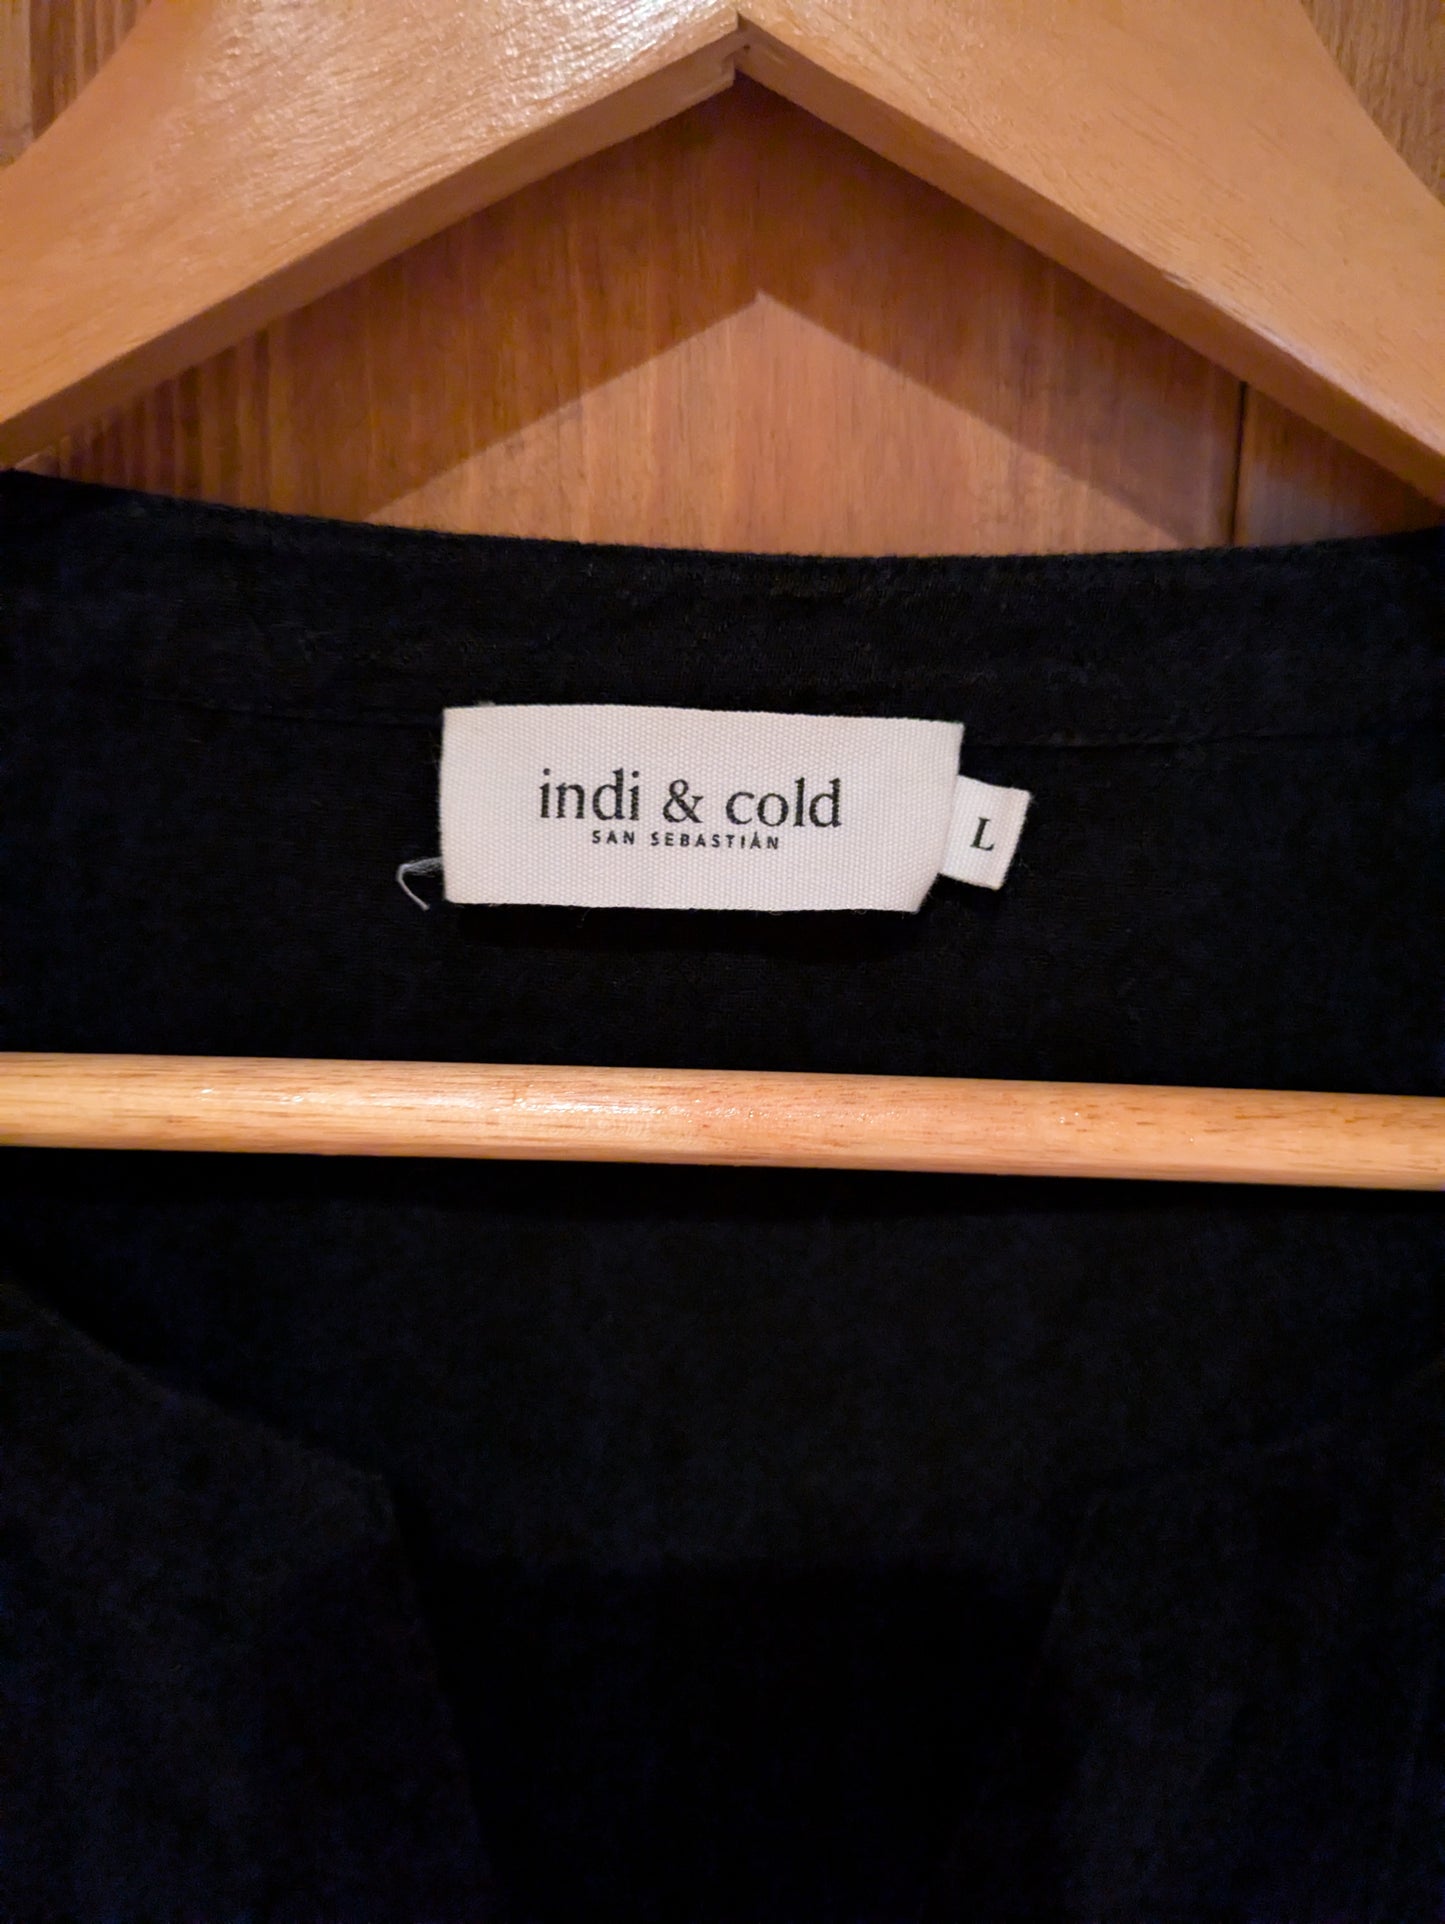 indi & cold
SAN SEBASTIÁN
L